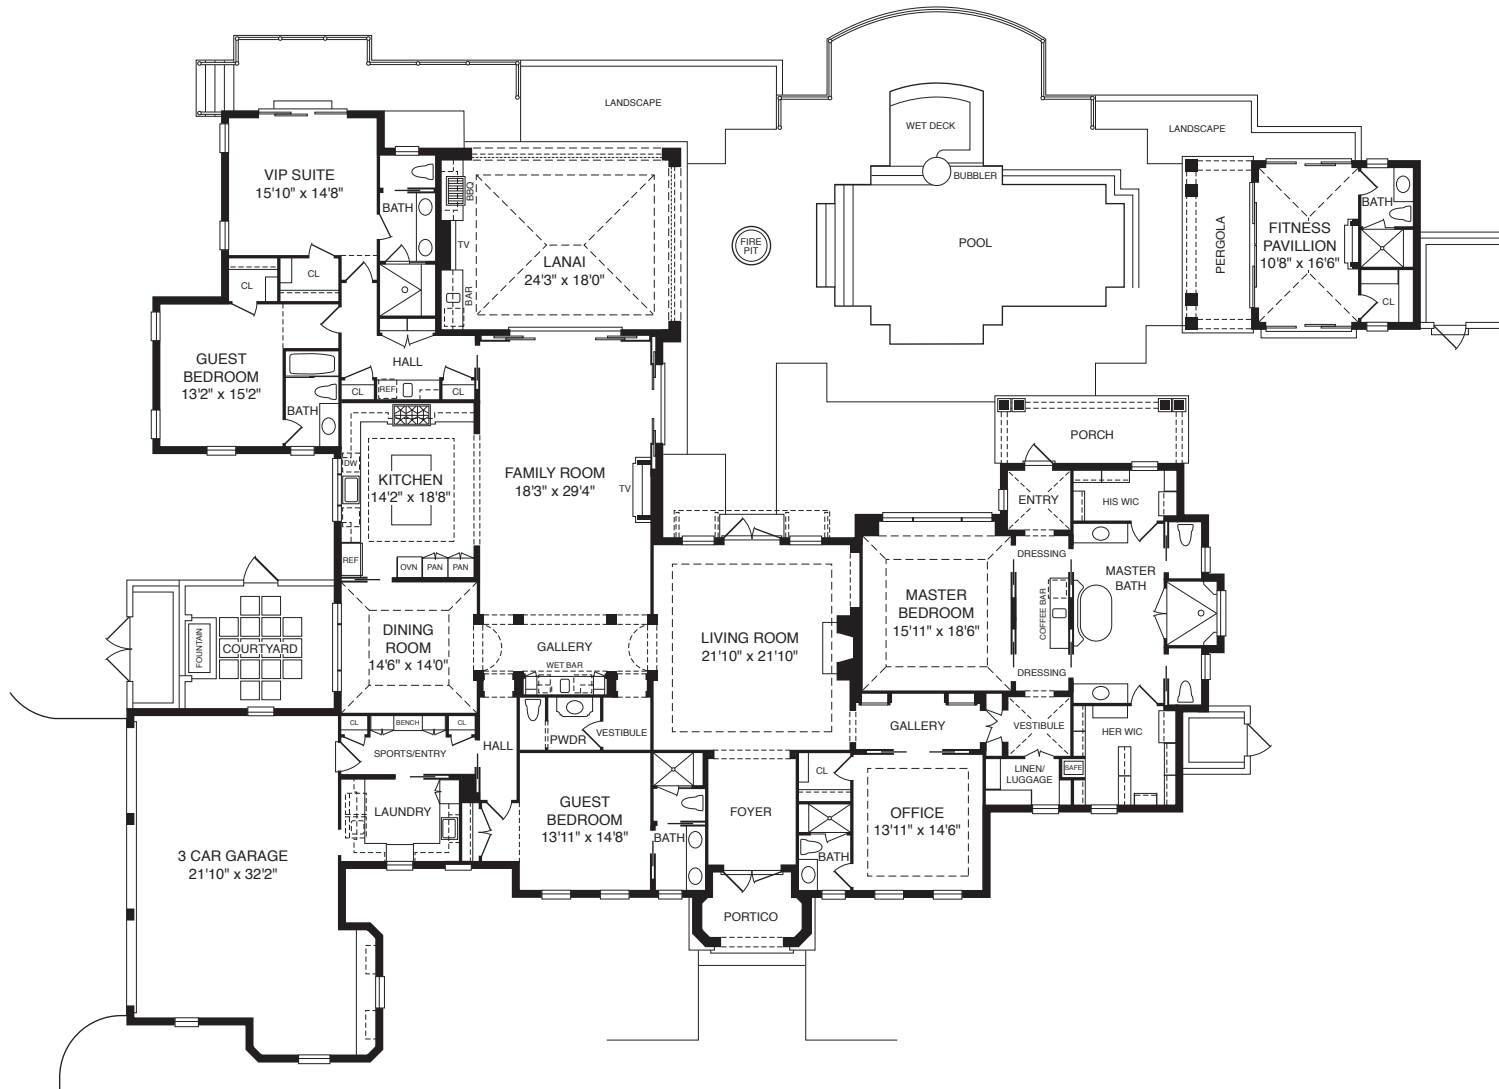 LANDSCAPE
WET DECK
LANDSCAPE
VIP SUITE
15'10" x 14'8"
BBQ
BUBBLER
BATH
BATH
FIRE
PIT
POOL
PERGOLA
FITNESS
PAVILLION
10'8" x 16'6"
TV
LANAI
24'3" x 18'0"
CL
CL
BAR
CL
GUEST
BEDROOM
13'2" x 15'2"
HALL
CL
REF
CL
BATH
PORCH
DW
KITCHEN
14'2" x 18'8"
FAMILY ROOM
18'3" x 29'4"
TV
ENTRY
HIS WIC
REF
OVN
PAN
PAN
DRESSING
MASTER
BATH
MASTER
BEDROOM
15'11" x 18'6"
COFFEE BAR
FOUNTAIN
COURTYARD
DINING
ROOM
14'6" x 14'0"
GALLERY
WET BAR
LIVING ROOM
21'10" x 21'10"
DRESSING
CL
BENCH
CL
SPORTS/ENTRY
HALL
PWDR
VESTIBULE
GALLERY
VESTIBULE
HER WIC
LINEN/
LUGGAGE
SAFE
CL
LAUNDRY
GUEST
BEDROOM
13'11" x 14'8"
BATH
FOYER
BATH
OFFICE
13'11" x 14'6"
3 CAR GARAGE
21'10" x 32'2"
PORTICO